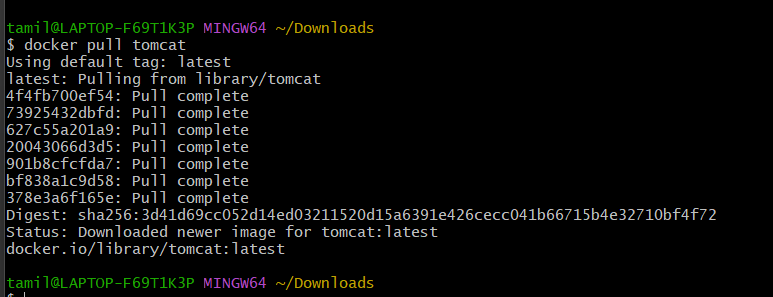 tamil@LAPTOP-F69T1K3P MINGW64 ~/Downloads
$ docker pull tomcat
Using default tag: latest
latest: Pulling from library/tomcat
4f4fb700ef54: Pull complete
73925432dbfd: Pull complete
627c55a201a9: Pull complete
20043066d3d5: Pull complete
901b8cfcfda7: Pull complete
bf838a1c9d58: Pull complete
378e3a6f165e: Pull complete
Digest: sha256:3d41d69cc052d14ed03211520d15a6391e426cecc041b66715b4e32710bf4f72
Status: Downloaded newer image for tomcat:latest
docker.io/library/tomcat:latest
tamil@LAPTOP-F69T1K3P MINGW64 ~/Downloads
$